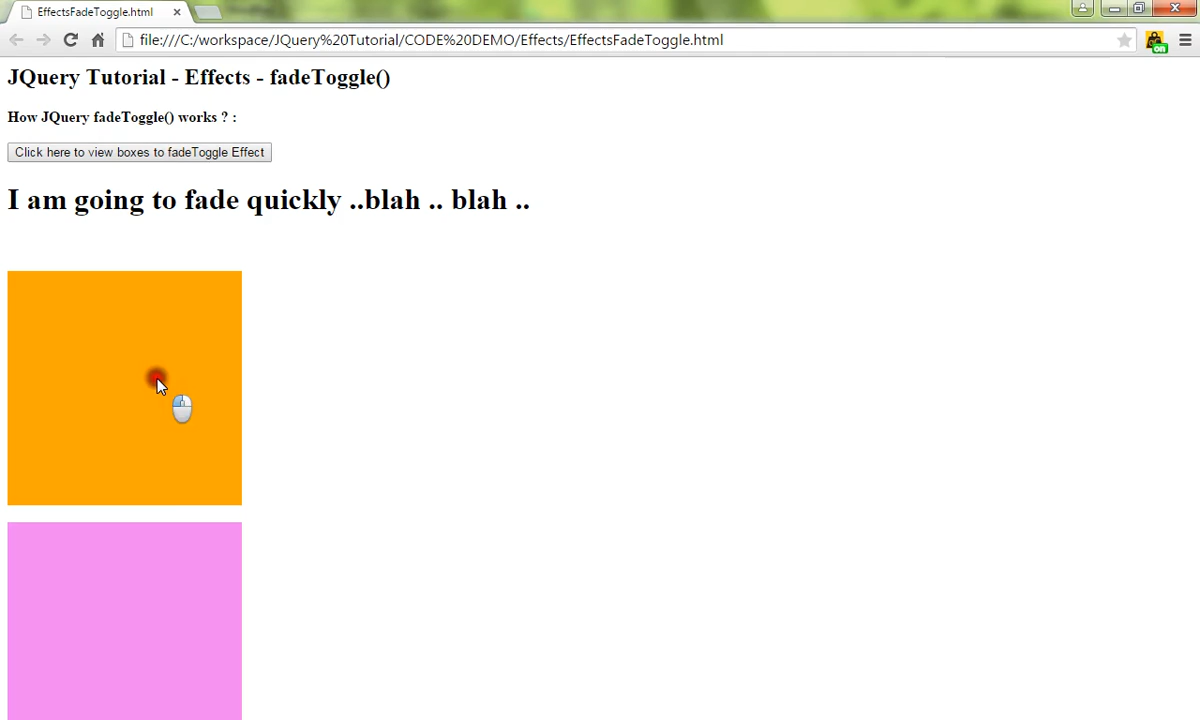 EffectsFadeToggle.html
file:///C:/workspace/JQuery%20Tutorial/CODE%20DEMO/Effects/EffectsFadeToggle.html
on
JQuery Tutorial - Effects - fadeToggle()
How JQuery fadeToggle() works ? :
Click here to view boxes to fadeToggle Effect
I am going to fade quickly ..blah .. blah ..